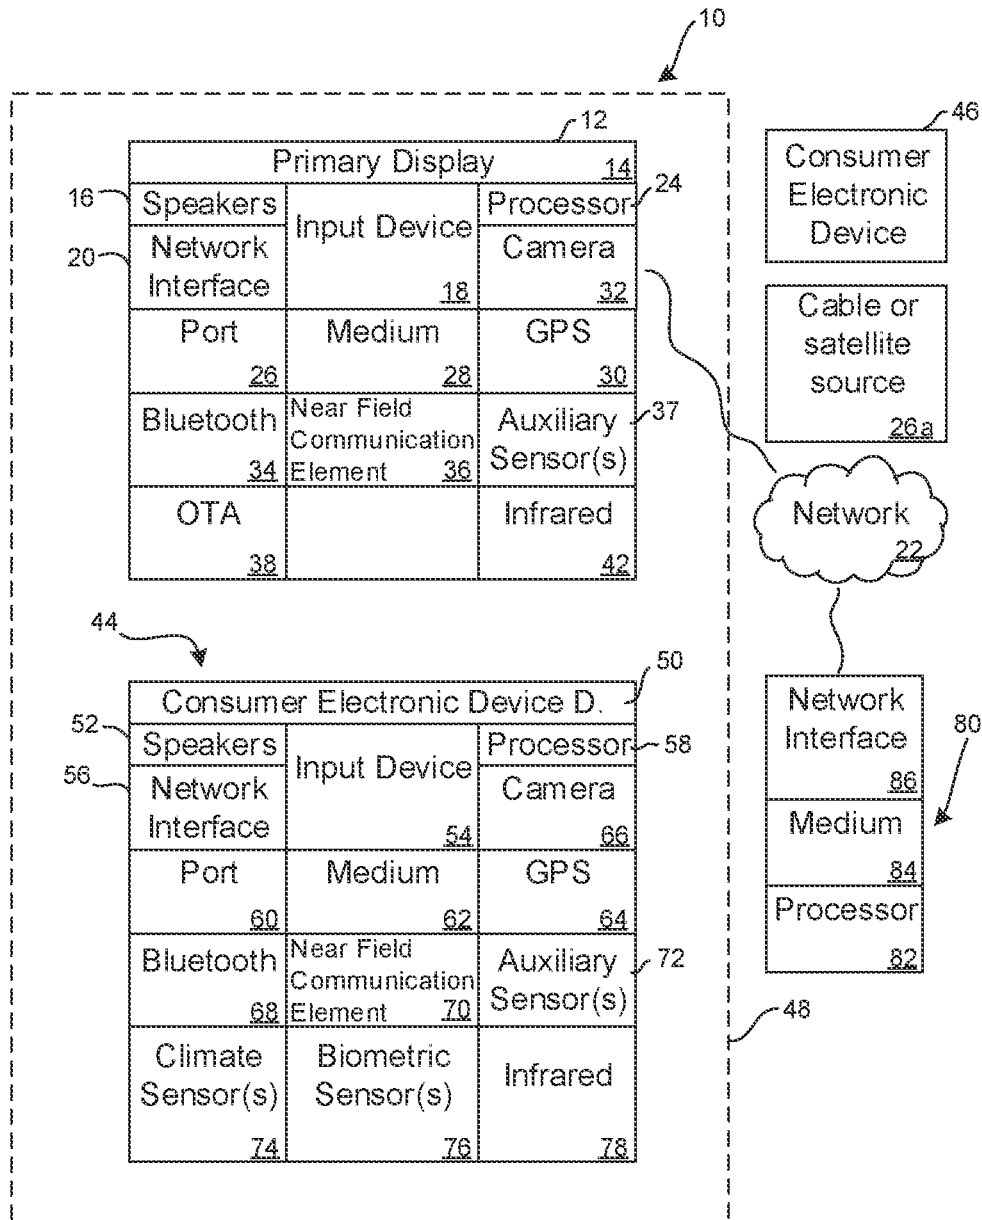 10
12
Primary Display
14
16
Speakers
Input Device
18
Processor
24
20
Network
Interface
Camera
32
Port
26
Medium
28
GPS
30
Bluetooth
34
Near Field
Communication
Element
36
Auxiliary
Sensor(s)
37
OTA
38
Infrared
42
46
Consumer
Electronic
Device
Cable or
satellite
source
26a
Network
22
44
50
Consumer Electronic Device D.
52
Speakers
Input Device
54
Processor
58
56
Network
Interface
Camera
66
Port
60
Medium
62
GPS
64
Bluetooth
68
Near Field
Communication
Element
70
Auxiliary
Sensor(s)
72
Climate
Sensor(s)
74
Biometric
Sensor(s)
76
Infrared
78
Network
Interface
86
80
Medium
84
Processor
82
48